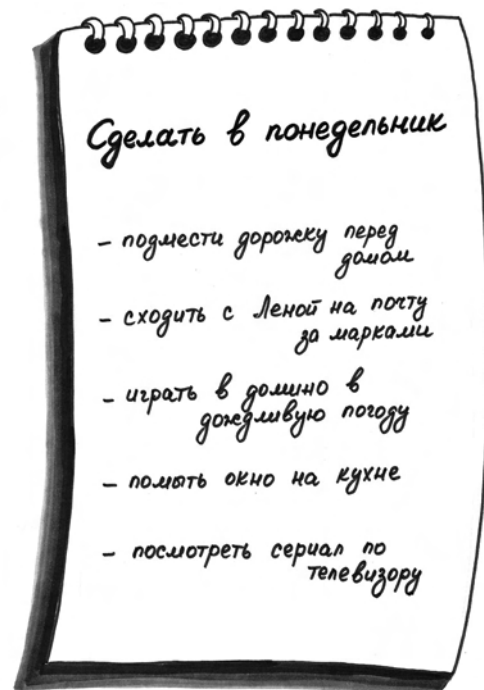 Сделать в понедельник
- подмести дорожку перед
домом
- сходить с Леной на почту
за марками
- играть в домино в
дождливую погоду
- помыть окно на кухне
- посмотреть сериал по
телевизору